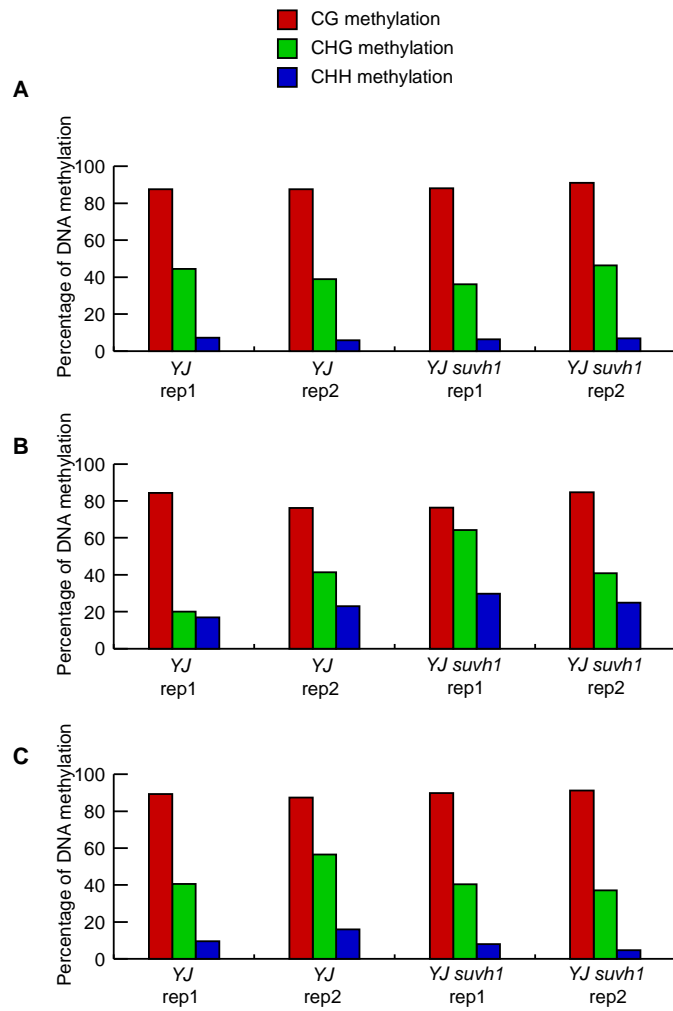 CG methylation
CHG methylation
CHH methylation
A
Percentage of DNA methylation
100
80
60
40
20
0
YJ YJ YJ suvh1 YJ suvh1
rep1 rep2 rep1 rep2
B
Percentage of DNA methylation
100
80
60
40
20
0
YJ YJ YJ suvh1 YJ suvh1
rep1 rep2 rep1 rep2
C
Percentage of DNA methylation
100
80
60
40
20
0
YJ YJ YJ suvh1 YJ suvh1
rep1 rep2 rep1 rep2